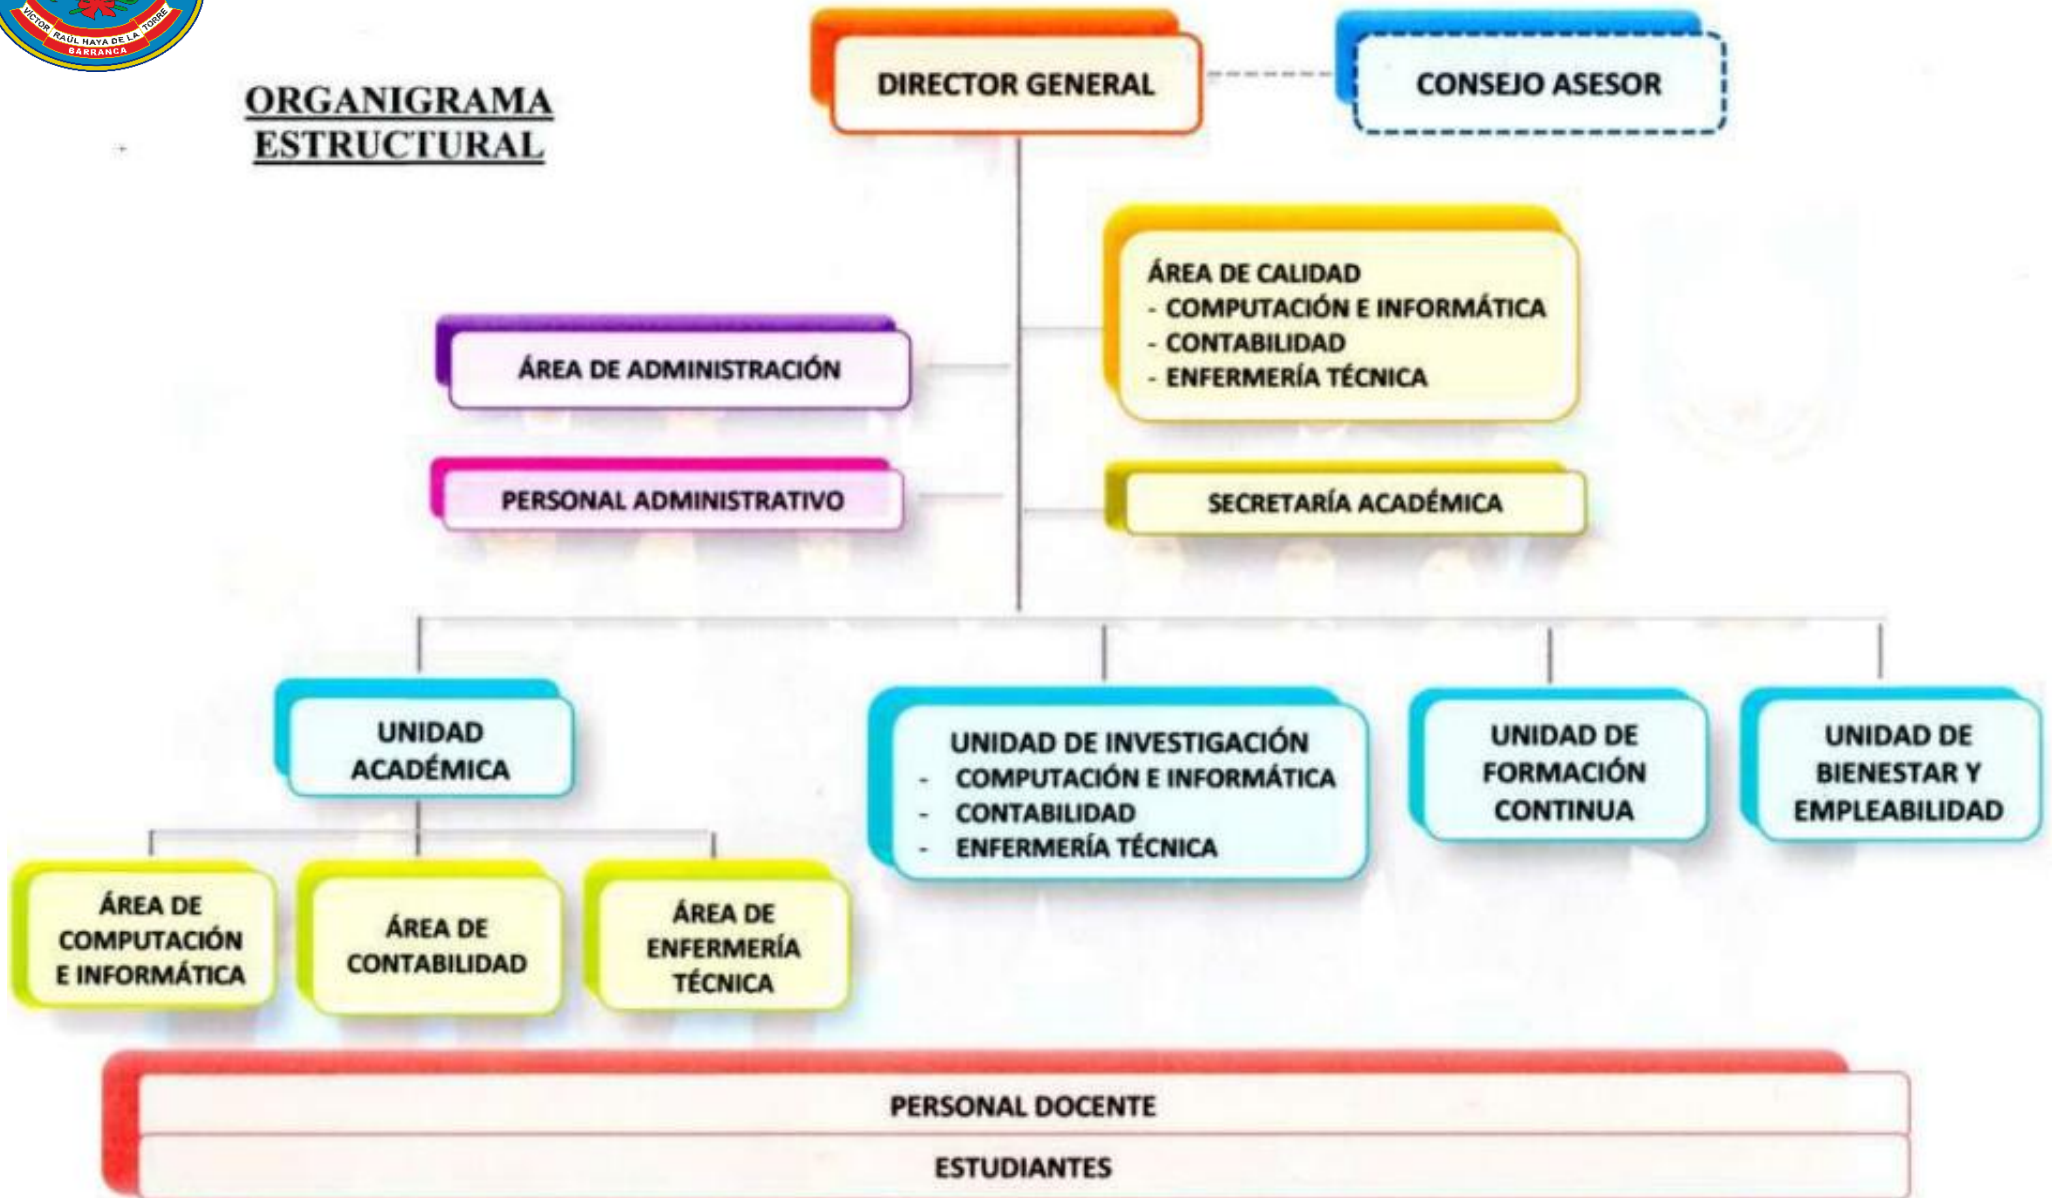 VÍCTOR RAÚL HAYA DE LA TORRE
BARRANCA
ORGANIGRAMA
ESTRUCTURAL
DIRECTOR GENERAL
CONSEJO ASESOR
ÁREA DE CALIDAD
- COMPUTACIÓN E INFORMÁTICA
- CONTABILIDAD
- ENFERMERÍA TÉCNICA
ÁREA DE ADMINISTRACIÓN
PERSONAL ADMINISTRATIVO
SECRETARÍA ACADÉMICA
UNIDAD
ACADÉMICA
UNIDAD DE INVESTIGACIÓN
- COMPUTACIÓN E INFORMÁTICA
- CONTABILIDAD
- ENFERMERÍA TÉCNICA
UNIDAD DE
FORMACIÓN
CONTINUA
UNIDAD DE
BIENESTAR Y
EMPLEABILIDAD
ÁREA DE
COMPUTACIÓN
E INFORMÁTICA
ÁREA DE
CONTABILIDAD
ÁREA DE
ENFERMERÍA
TÉCNICA
PERSONAL DOCENTE
ESTUDIANTES